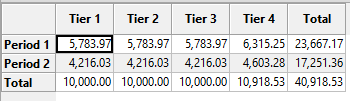 Tier 1 Tier 2 Tier 3 Tier 4 Total
Period 1 5,783.97 5,783.97 5,783.97 6,315.25 23,667.17
Period 2 4,216.03 4,216.03 4,216.03 4,603.28 17,251.36
Total 10,000.00 10,000.00 10,000.00 10,918.53 40,918.53